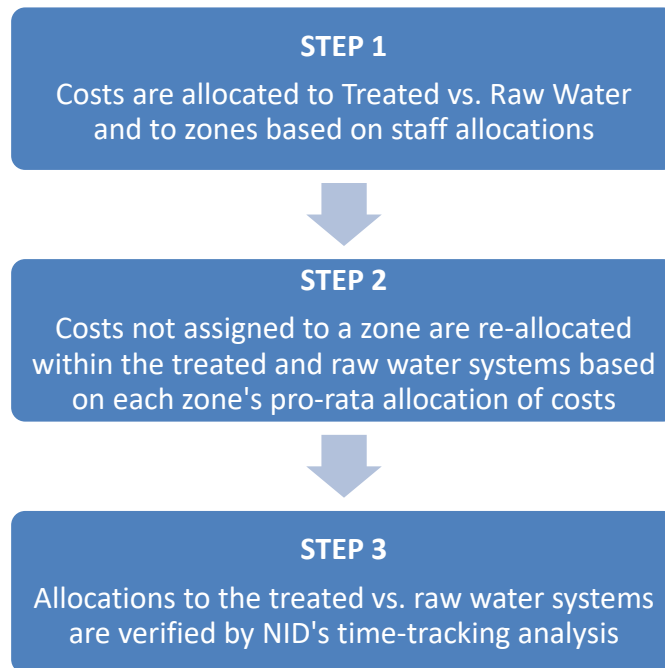 STEP 1
Costs are allocated to Treated vs. Raw Water
and to zones based on staff allocations
STEP 2
Costs not assigned to a zone are re-allocated
within the treated and raw water systems based
on each zone's pro-rata allocation of costs
STEP 3
Allocations to the treated vs. raw water systems
are verified by NID's time-tracking analysis